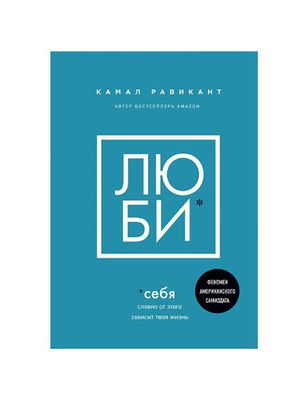 КАМАЛ РАВИКАНТ
АВТОР БЕСТСЕЛЛЕРА AMAZON
ЛЮ
БИ*
*себя
СЛОВНО ОТ ЭТОГО
ЗАВИСИТ ТВОЯ ЖИЗНЬ
ФЕНОМЕН
АМЕРИКАНСКОГО
САМИЗДАТА